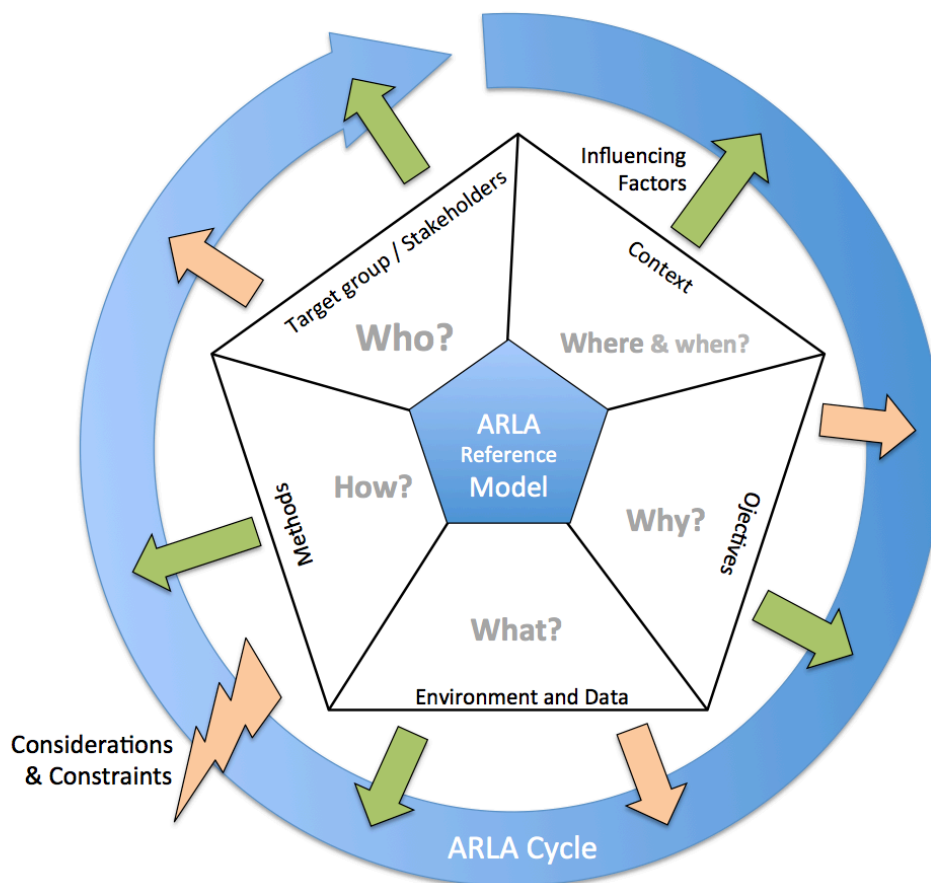 Influencing
Factors
Target group / Stakeholders
Context
Who?
Where & when?
ARLA
Reference
Model
How?
Why?
Methods
Ojectives
What?
Environment and Data
Considerations
& Constraints
ARLA Cycle